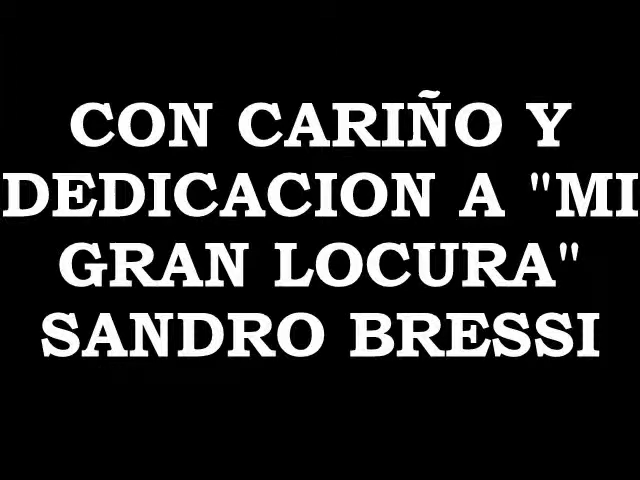 CON CARIÑO Y
DEDICACION A "MI
GRAN LOCURA"
SANDRO BRESSI